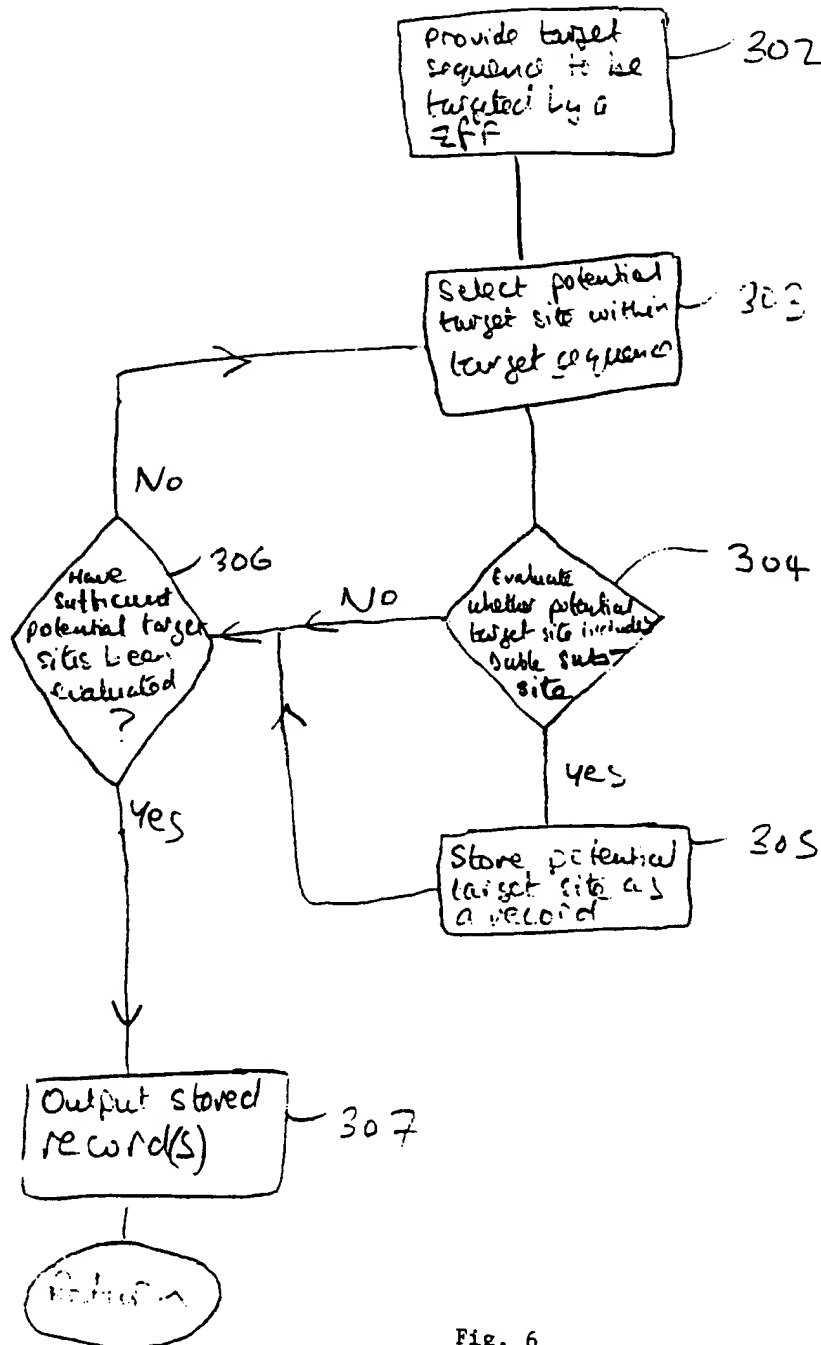 Provide target
sequence to be
targeted by a
zff
302
Select potential
target site within
target sequence
303
No
Have
sufficient
potential target
sites been
evaluated
?
306
No
Evaluate
whether potential
target site includes
subsite
304
yes
Yes
Store potential
target site as
a record
305
Output stored
record(s)
307
Return
Fig. 6